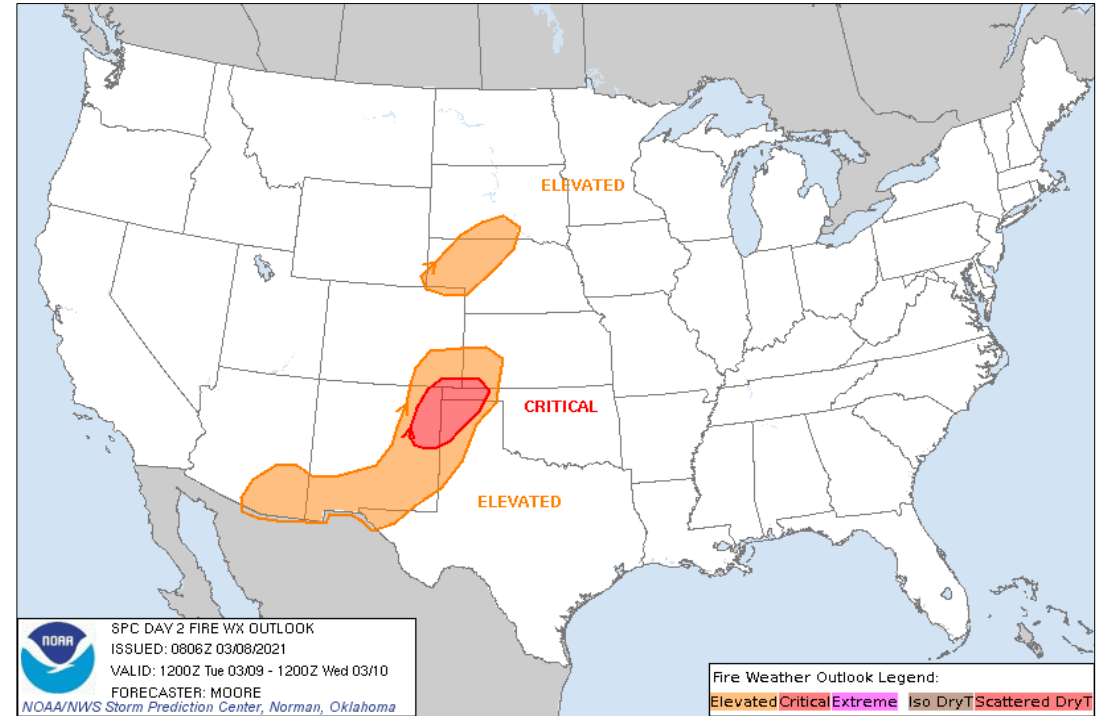 ELEVATED
CRITICAL
ELEVATED
NOAA
SPC DAY 2 FIRE WX OUTLOOK
ISSUED: 0806Z 03/08/2021
VALID: 1200Z Tue 03/09 - 1200Z Wed 03/10
FORECASTER: MOORE
NOAA/NWS Storm Prediction Center, Norman, Oklahoma
Fire Weather Outlook Legend:
Elevated Critical Extreme Iso DryT Scattered DryT